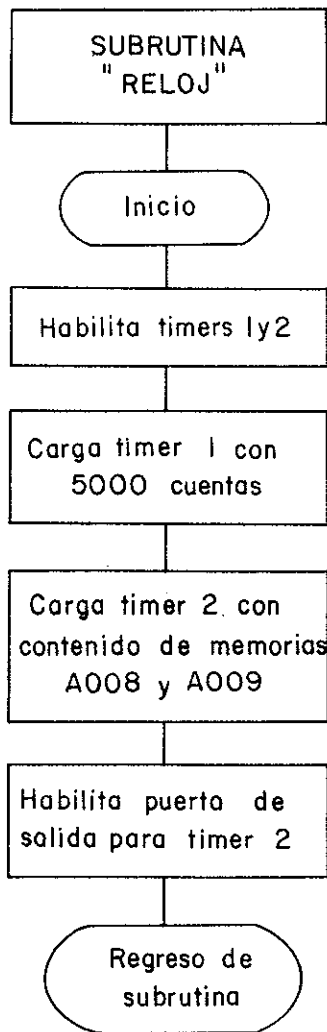 SUBRUTINA
"RELOJ"
Inicio
Habilita timers 1y2
Carga timer 1 con
5000 cuentas
Carga timer 2 con
contenido de memorias
A008 y A009
Habilita puerto de
salida para timer 2
Regreso de
subrutina